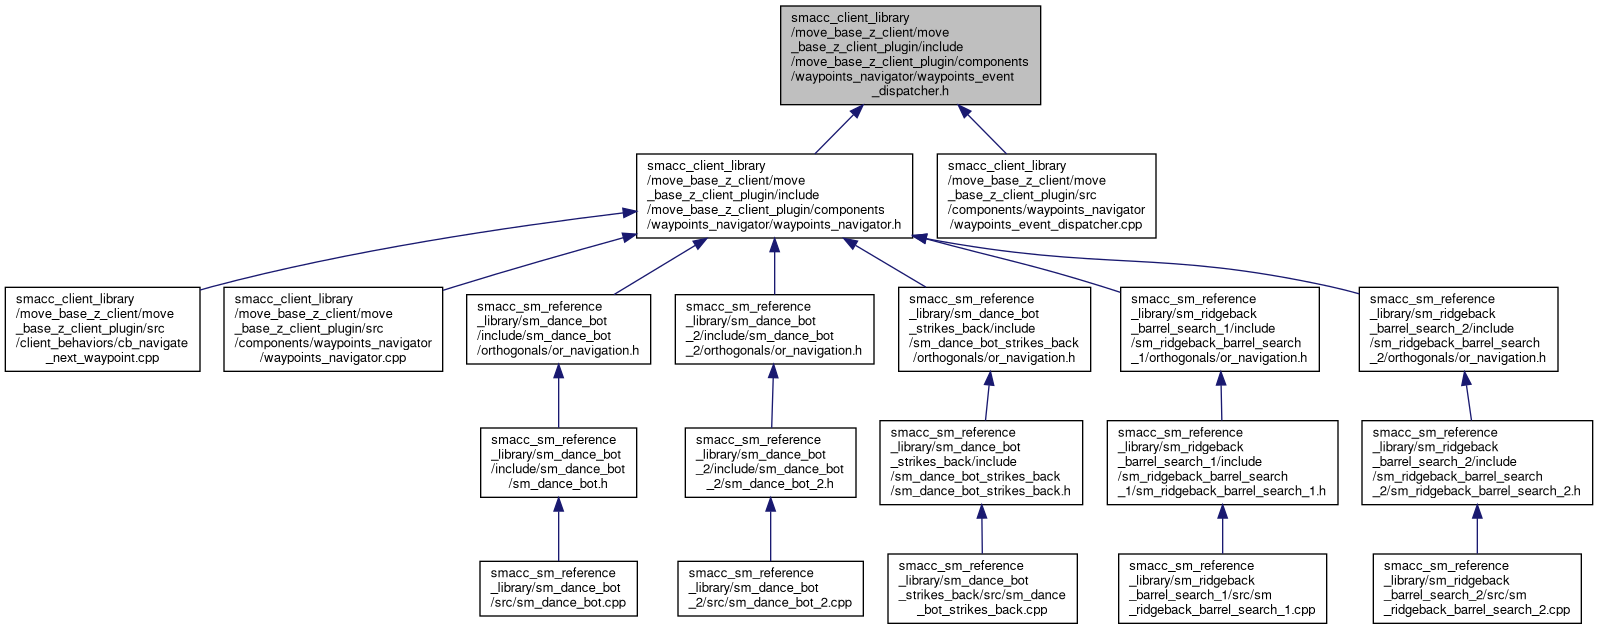 smacc_client_library
/move_base_z_client/move
_base_z_client_plugin/include
/move_base_z_client_plugin/components
/waypoints_navigator/waypoints_event
_dispatcher.h
smacc_client_library
/move_base_z_client/move
_base_z_client_plugin/include
/move_base_z_client_plugin/components
/waypoints_navigator/waypoints_navigator.h
smacc_client_library
/move_base_z_client/move
_base_z_client_plugin/src
/components/waypoints_navigator
/waypoints_event_dispatcher.cpp
smacc_client_library
/move_base_z_client/move
_base_z_client_plugin/src
/client_behaviors/cb_navigate
_next_waypoint.cpp
smacc_client_library
/move_base_z_client/move
_base_z_client_plugin/src
/components/waypoints_navigator
/waypoints_navigator.cpp
smacc_sm_reference
_library/sm_dance_bot
/include/sm_dance_bot
/orthogonals/or_navigation.h
smacc_sm_reference
_library/sm_dance_bot
_2/include/sm_dance_bot
_2/orthogonals/or_navigation.h
smacc_sm_reference
_library/sm_dance_bot
_strikes_back/include
/sm_dance_bot_strikes_back
/orthogonals/or_navigation.h
smacc_sm_reference
_library/sm_ridgeback
_barrel_search_1/include
/sm_ridgeback_barrel_search
_1/orthogonals/or_navigation.h
smacc_sm_reference
_library/sm_ridgeback
_barrel_search_2/include
/sm_ridgeback_barrel_search
_2/orthogonals/or_navigation.h
smacc_sm_reference
_library/sm_dance_bot
/include/sm_dance_bot
/sm_dance_bot.h
smacc_sm_reference
_library/sm_dance_bot
_2/include/sm_dance_bot
_2/sm_dance_bot_2.h
smacc_sm_reference
_library/sm_dance_bot
_strikes_back/include
/sm_dance_bot_strikes_back
/sm_dance_bot_strikes_back.h
smacc_sm_reference
_library/sm_ridgeback
_barrel_search_1/include
/sm_ridgeback_barrel_search
_1/sm_ridgeback_barrel_search_1.h
smacc_sm_reference
_library/sm_ridgeback
_barrel_search_2/include
/sm_ridgeback_barrel_search
_2/sm_ridgeback_barrel_search_2.h
smacc_sm_reference
_library/sm_dance_bot
/src/sm_dance_bot.cpp
smacc_sm_reference
_library/sm_dance_bot
_2/src/sm_dance_bot_2.cpp
smacc_sm_reference
_library/sm_dance_bot
_strikes_back/src/sm_dance
_bot_strikes_back.cpp
smacc_sm_reference
_library/sm_ridgeback
_barrel_search_1/src/sm
_ridgeback_barrel_search_1.cpp
smacc_sm_reference
_library/sm_ridgeback
_barrel_search_2/src/sm
_ridgeback_barrel_search_2.cpp